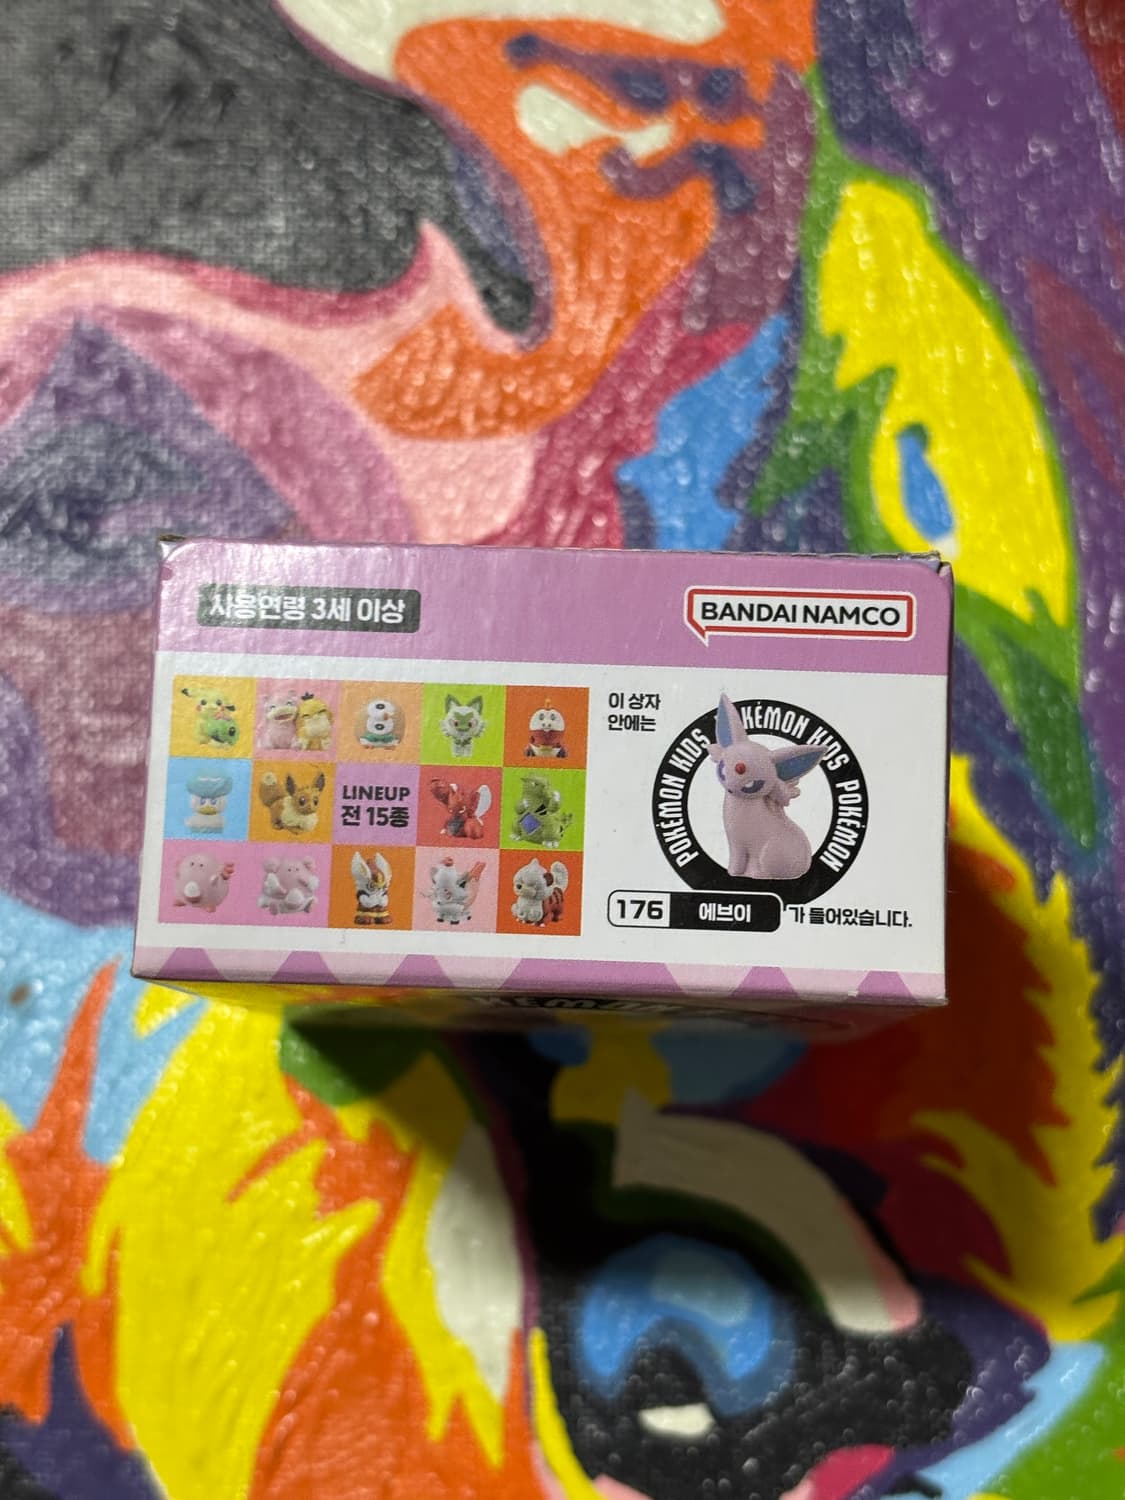 사용연령 3세 이상
BANDAI NAMCO
LINEUP
전 15종
이 상자
안에는
POKÉMON KIDS POKÉMON KIDS POKÉMON
176 에브이
가 들어있습니다.